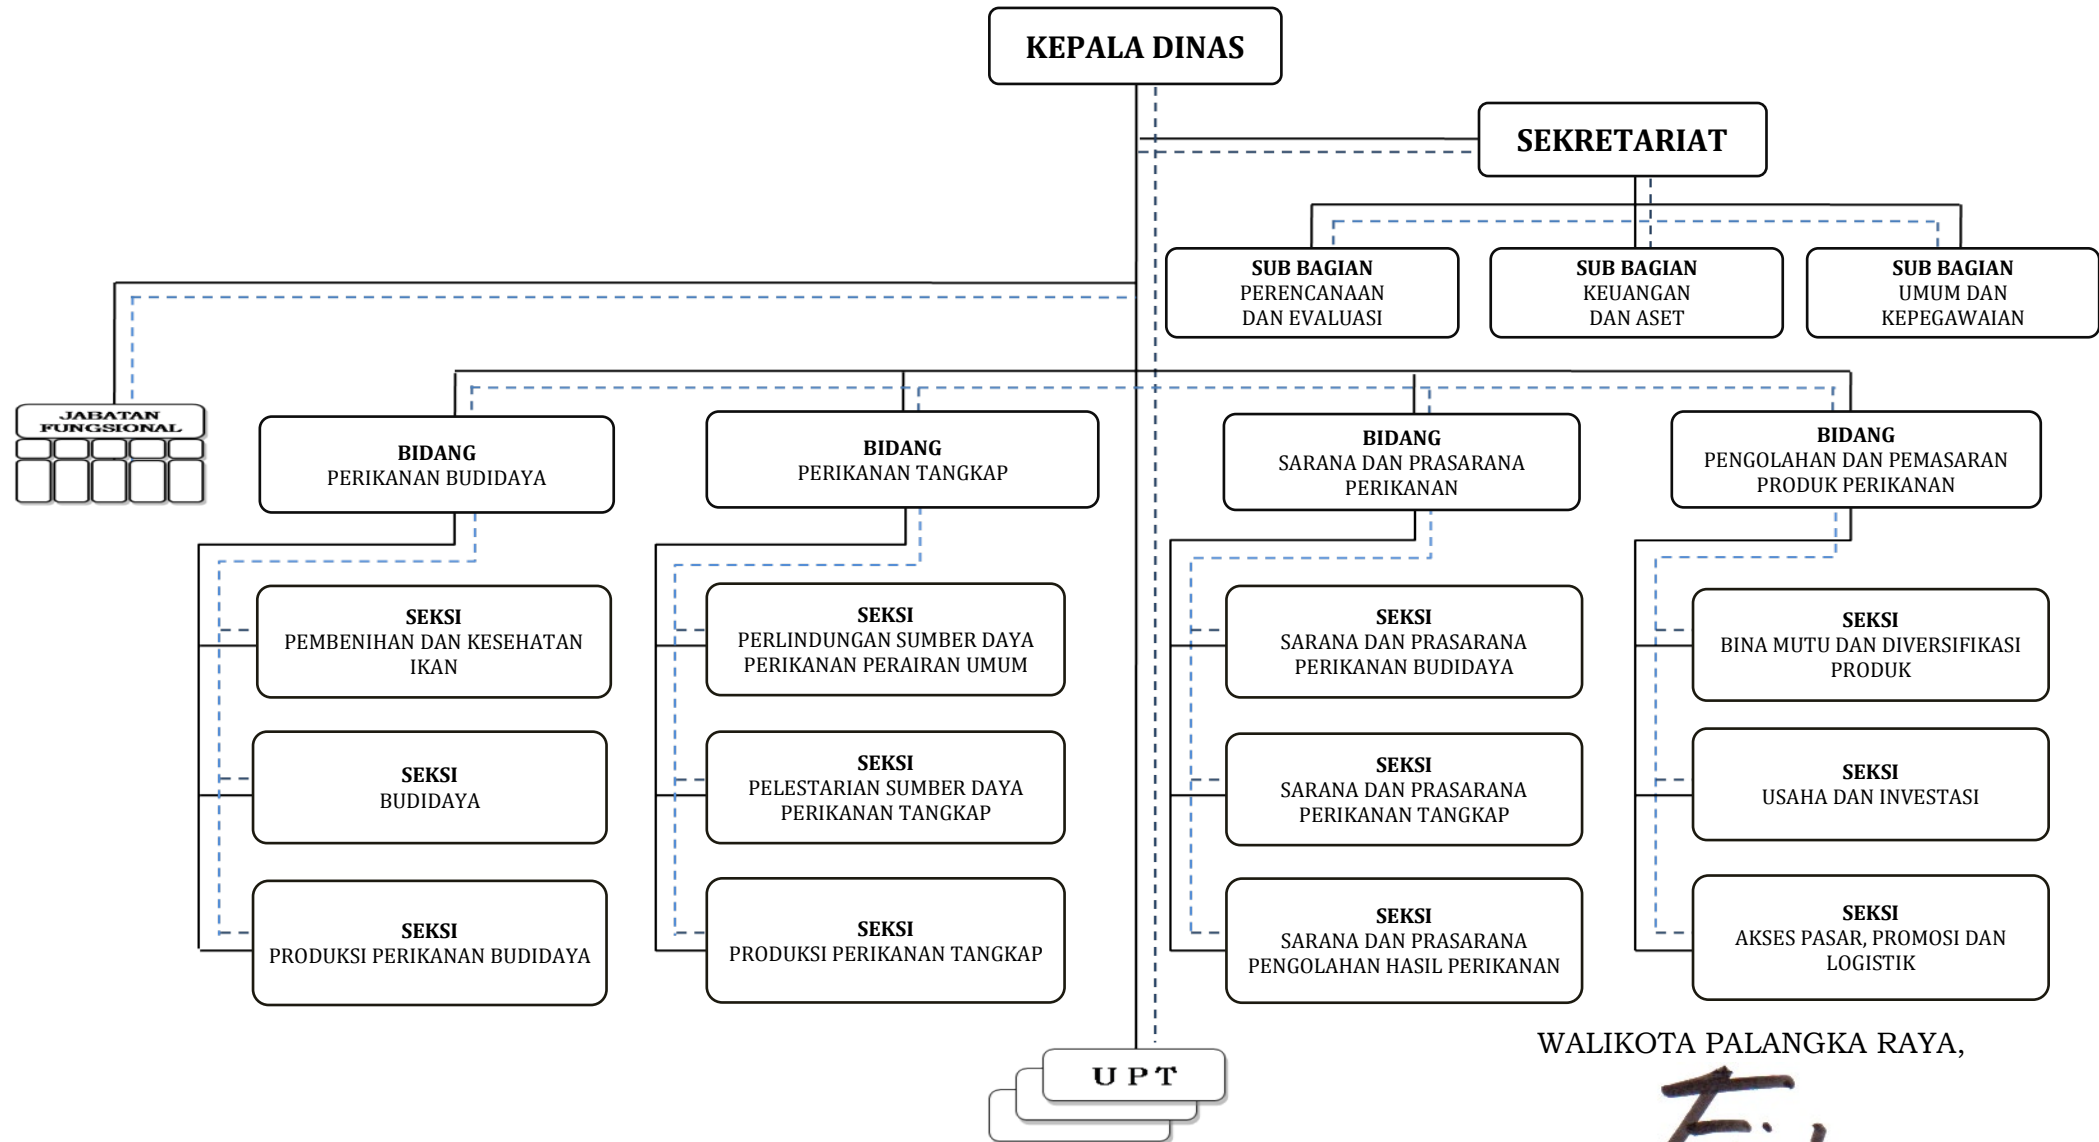 KEPALA DINAS
SEKRETARIAT
SUB BAGIAN
PERENCANAAN
DAN EVALUASI
SUB BAGIAN
KEUANGAN
DAN ASET
SUB BAGIAN
UMUM DAN
KEPEGAWAIAN
JABATAN
FUNGSIONAL
BIDANG
PERIKANAN BUDIDAYA
BIDANG
PERIKANAN TANGKAP
BIDANG
SARANA DAN PRASARANA
PERIKANAN
BIDANG
PENGOLAHAN DAN PEMASARAN
PRODUK PERIKANAN
SEKSI
PEMBENIHAN DAN KESEHATAN
IKAN
SEKSI
PERLINDUNGAN SUMBER DAYA
PERIKANAN PERAIRAN UMUM
SEKSI
SARANA DAN PRASARANA
PERIKANAN BUDIDAYA
SEKSI
BINA MUTU DAN DIVERSIFIKASI
PRODUK
SEKSI
BUDIDAYA
SEKSI
PELESTARIAN SUMBER DAYA
PERIKANAN TANGKAP
SEKSI
SARANA DAN PRASARANA
PERIKANAN TANGKAP
SEKSI
USAHA DAN INVESTASI
SEKSI
PRODUKSI PERIKANAN BUDIDAYA
SEKSI
PRODUKSI PERIKANAN TANGKAP
SEKSI
SARANA DAN PRASARANA
PENGOLAHAN HASIL PERIKANAN
SEKSI
AKSES PASAR, PROMOSI DAN
LOGISTIK
WALIKOTA PALANGKA RAYA,
U P T